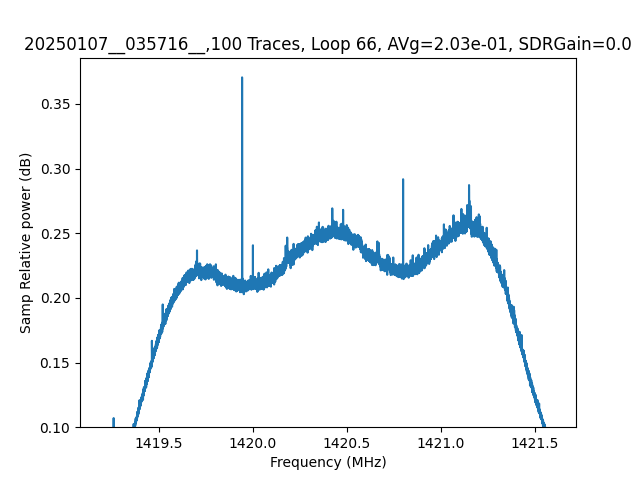 20250107__035716__,100 Traces, Loop 66, AVg=2.03e-01, SDRGain=0.0
Samp Relative power (dB)
0.35
0.30
0.25
0.20
0.15
0.10
1419.5 1420.0 1420.5 1421.0 1421.5
Frequency (MHz)